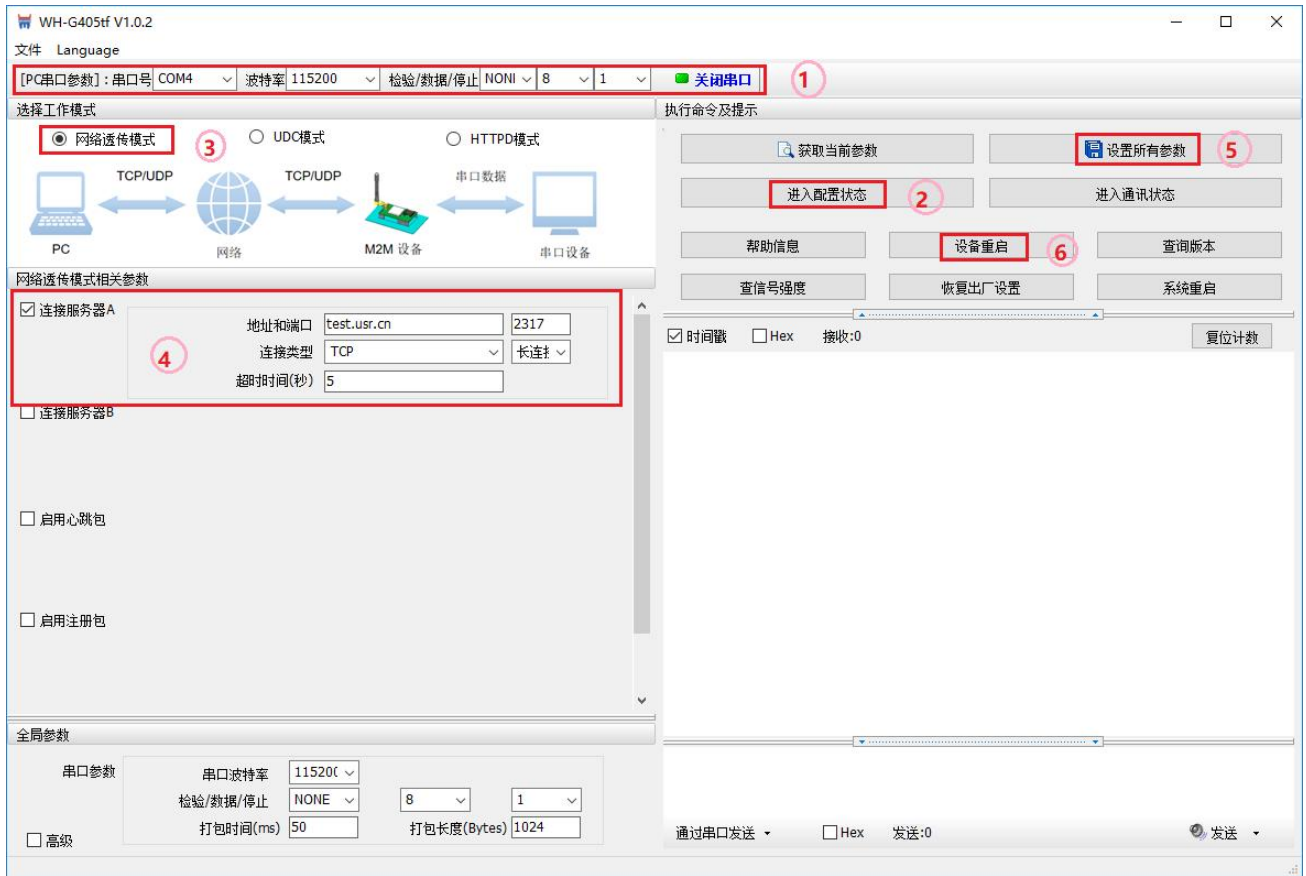 WH-G405tf V1.0.2
文件 Language
[PC串口参数]：串口号 COM4 波特率 115200 检验/数据/停止 NONI 8 1 关闭串口 1
选择工作模式
网络透传模式 3 UDC模式 HTTPD模式
TCP/UDP TCP/UDP 串口数据
PC 网络 M2M 设备 串口设备
网络透传模式相关参数
连接服务器A
地址和端口 test.usr.cn 2317
4 连接类型 TCP 长连接
超时时间(秒) 5
连接服务器B
启用心跳包
启用注册包
全局参数
串口参数 串口波特率 115200
检验/数据/停止 NONE 8 1
打包时间(ms) 50 打包长度(Bytes) 1024
高级
执行命令及提示
获取当前参数 设置所有参数 5
进入配置状态 2 进入通讯状态
帮助信息 设备重启 6 查询版本
查信号强度 恢复出厂设置 系统重启
时间戳 Hex 接收:0 复位计数
通过串口发送 Hex 发送:0 发送